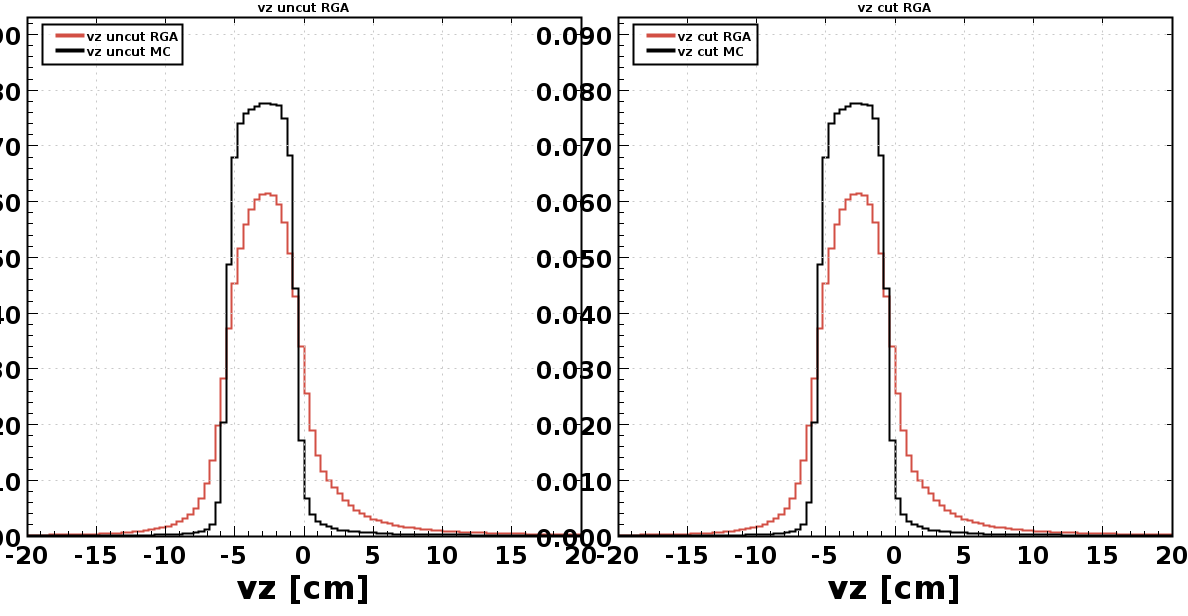 vz uncut RGA
vz uncut RGA
vz uncut MC
-20 -15 -10 -5 0 5 10 15 20
vz [cm]
vz cut RGA
vz cut RGA
vz cut MC
0.090
0.080
0.070
0.060
0.050
0.040
0.030
0.020
0.010
0.000
-20 -15 -10 -5 0 5 10 15 20
vz [cm]